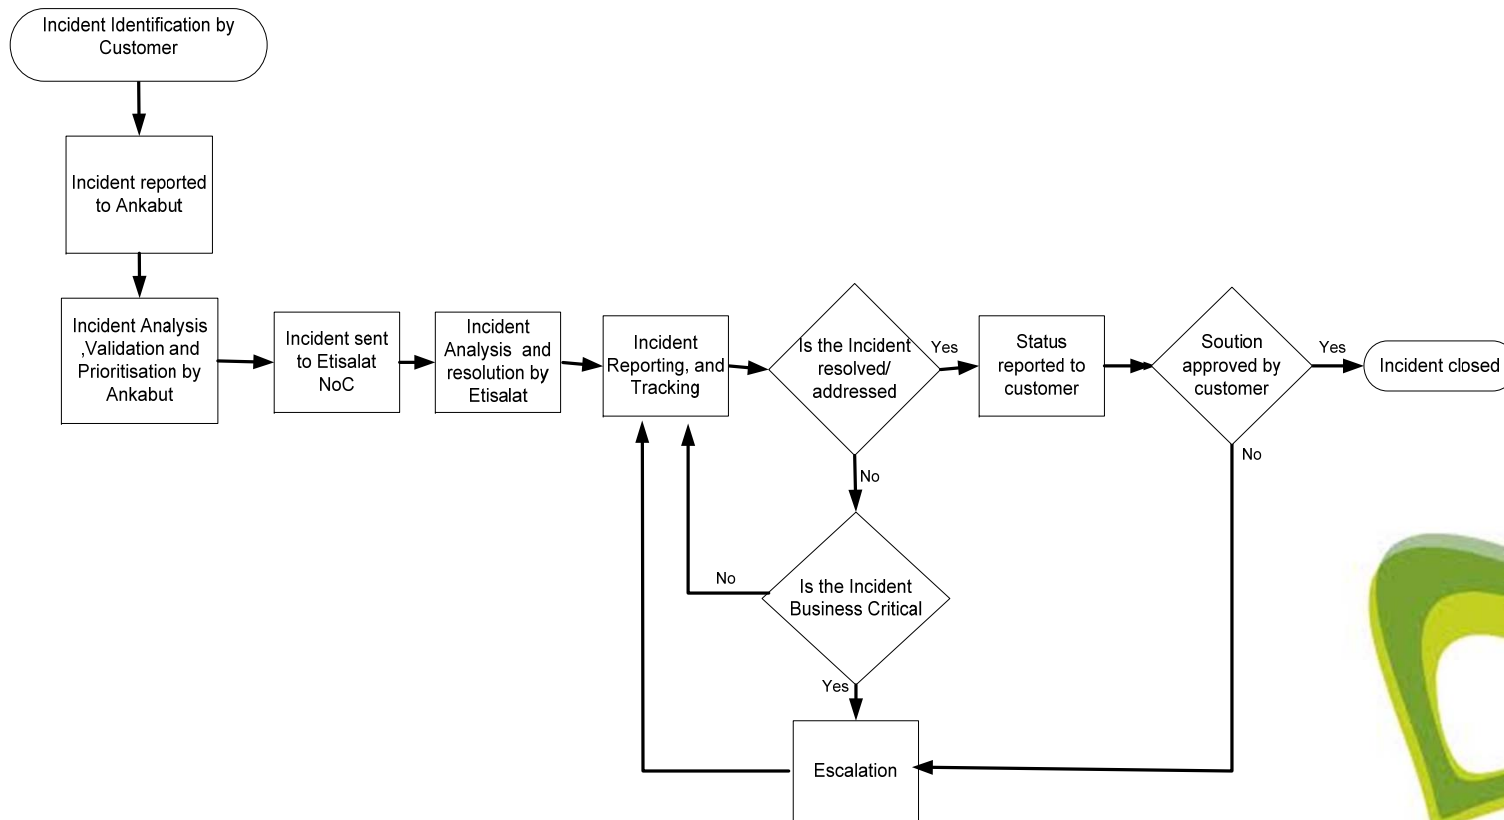 Incident Identification by
Customer
Incident reported
to Ankabut
Incident Analysis
,Validation and
Prioritisation by
Ankabut
Incident sent
to Etisalat
NoC
Incident
Analysis and
resolution by
Etisalat
Incident
Reporting, and
Tracking
Is the Incident
resolved/
addressed
Yes
Status
reported to
customer
Soution
approved by
customer
Yes
Incident closed
No
No
Is the Incident
Business Critical
No
Yes
Escalation